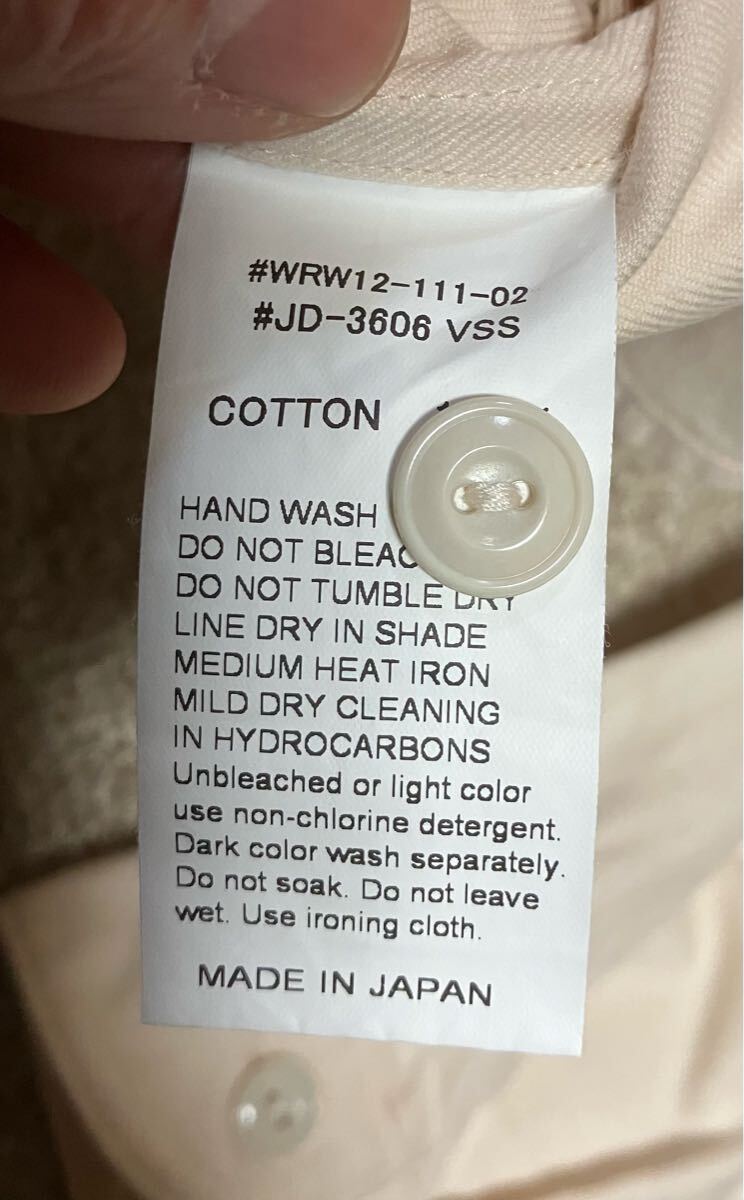 #WRW12-111-02
#JD-3606 VSS
COTTON
HAND WASH
DO NOT
DO NOT TUMBLE DRY
LINE DRY IN SHADE
MEDIUM HEAT IRON
MILD DRY CLEANING
IN HYDROCARBONS
Unbleached or light color
use non-chlorine detergent.
Dark color wash separately.
Do not soak. Do not leave
wet. Use ironing cloth.
MADE IN JAPAN